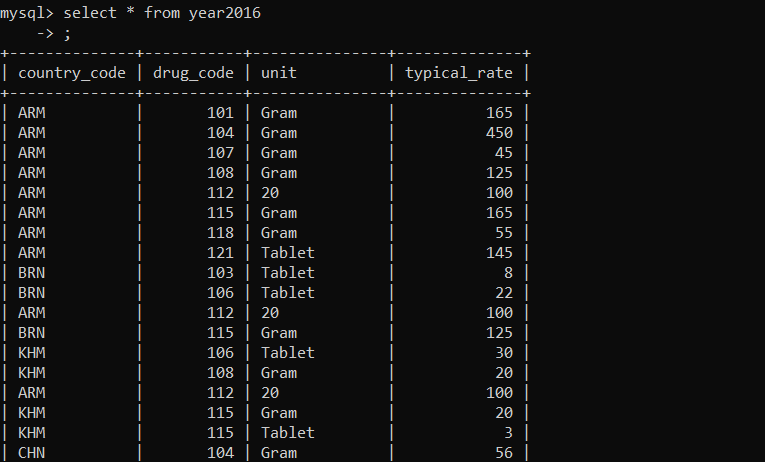 mysql> select * from year2016
    -> ;
+--------------+-----------+---------------+--------------+
| country_code | drug_code | unit          | typical_rate |
+--------------+-----------+---------------+--------------+
| ARM          |       101 | Gram          |          165 |
| ARM          |       104 | Gram          |          450 |
| ARM          |       107 | Gram          |           45 |
| ARM          |       108 | Gram          |          125 |
| ARM          |       112 | 20            |          100 |
| ARM          |       115 | Gram          |          165 |
| ARM          |       118 | Gram          |           55 |
| ARM          |       121 | Tablet        |          145 |
| BRN          |       103 | Tablet        |            8 |
| BRN          |       106 | Tablet        |           22 |
| ARM          |       112 | 20            |          100 |
| BRN          |       115 | Gram          |          125 |
| KHM          |       106 | Tablet        |           30 |
| KHM          |       108 | Gram          |           20 |
| ARM          |       112 | 20            |          100 |
| KHM          |       115 | Gram          |           20 |
| KHM          |       115 | Tablet        |            3 |
| CHN          |       104 | Gram          |           56 |